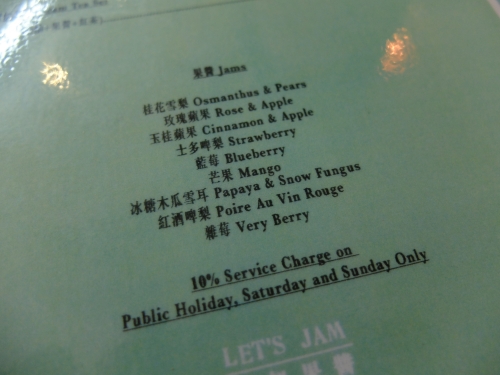 Tea Set
果醬 Jams
桂花雪梨 Osmanthus & Pears
玫瑰蘋果 Rose & Apple
玉桂蘋果 Cinnamon & Apple
士多啤梨 Strawberry
藍莓 Blueberry
芒果 Mango
冰糖木瓜雪耳 Papaya & Snow Fungus
紅酒啤梨 Poire Au Vin Rouge
雜莓 Very Berry
10% Service Charge on
Public Holiday, Saturday and Sunday Only
LET'S JAM